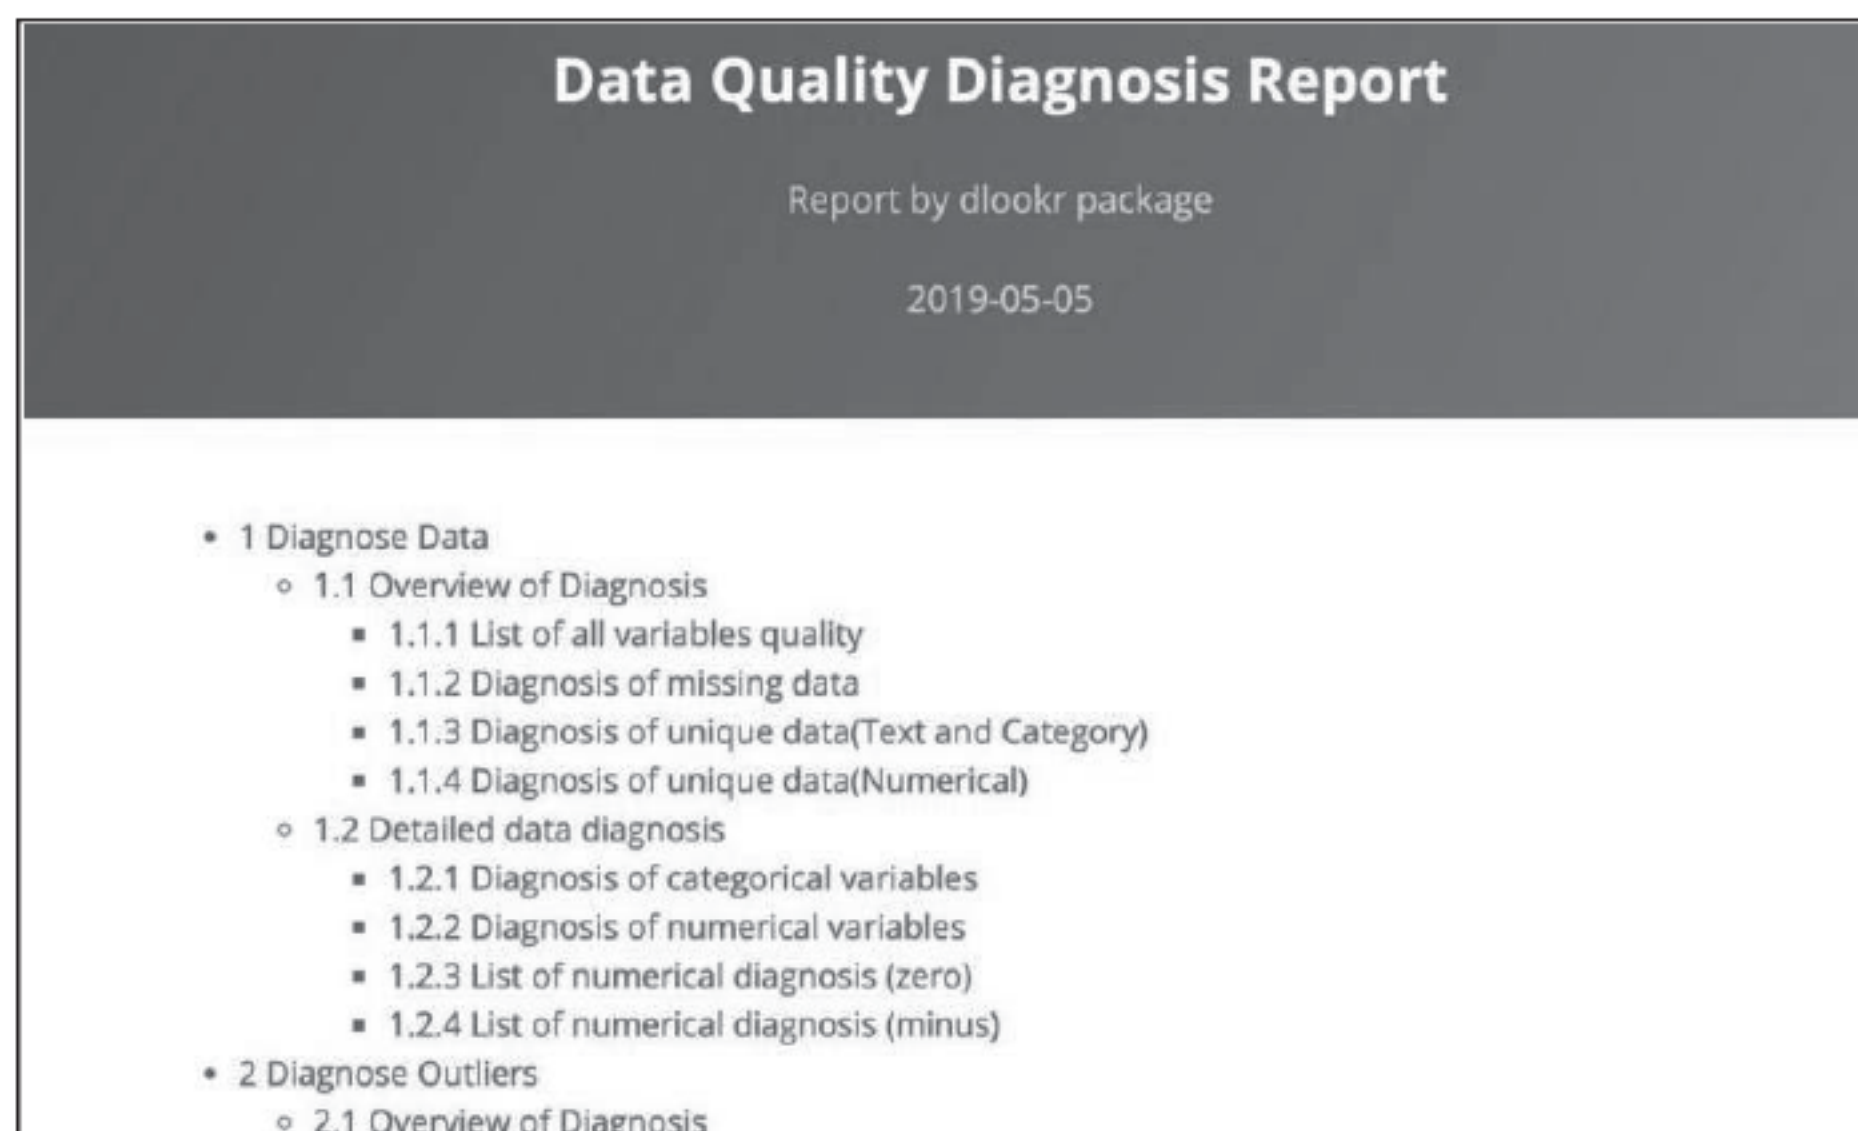 Data Quality Diagnosis Report
Report by dlookr package
2019-05-05
• 1 Diagnose Data
◦ 1.1 Overview of Diagnosis
▪ 1.1.1 List of all variables quality
▪ 1.1.2 Diagnosis of missing data
▪ 1.1.3 Diagnosis of unique data(Text and Category)
▪ 1.1.4 Diagnosis of unique data(Numerical)
◦ 1.2 Detailed data diagnosis
▪ 1.2.1 Diagnosis of categorical variables
▪ 1.2.2 Diagnosis of numerical variables
▪ 1.2.3 List of numerical diagnosis (zero)
▪ 1.2.4 List of numerical diagnosis (minus)
• 2 Diagnose Outliers
◦ 2.1 Overview of Diagnosis